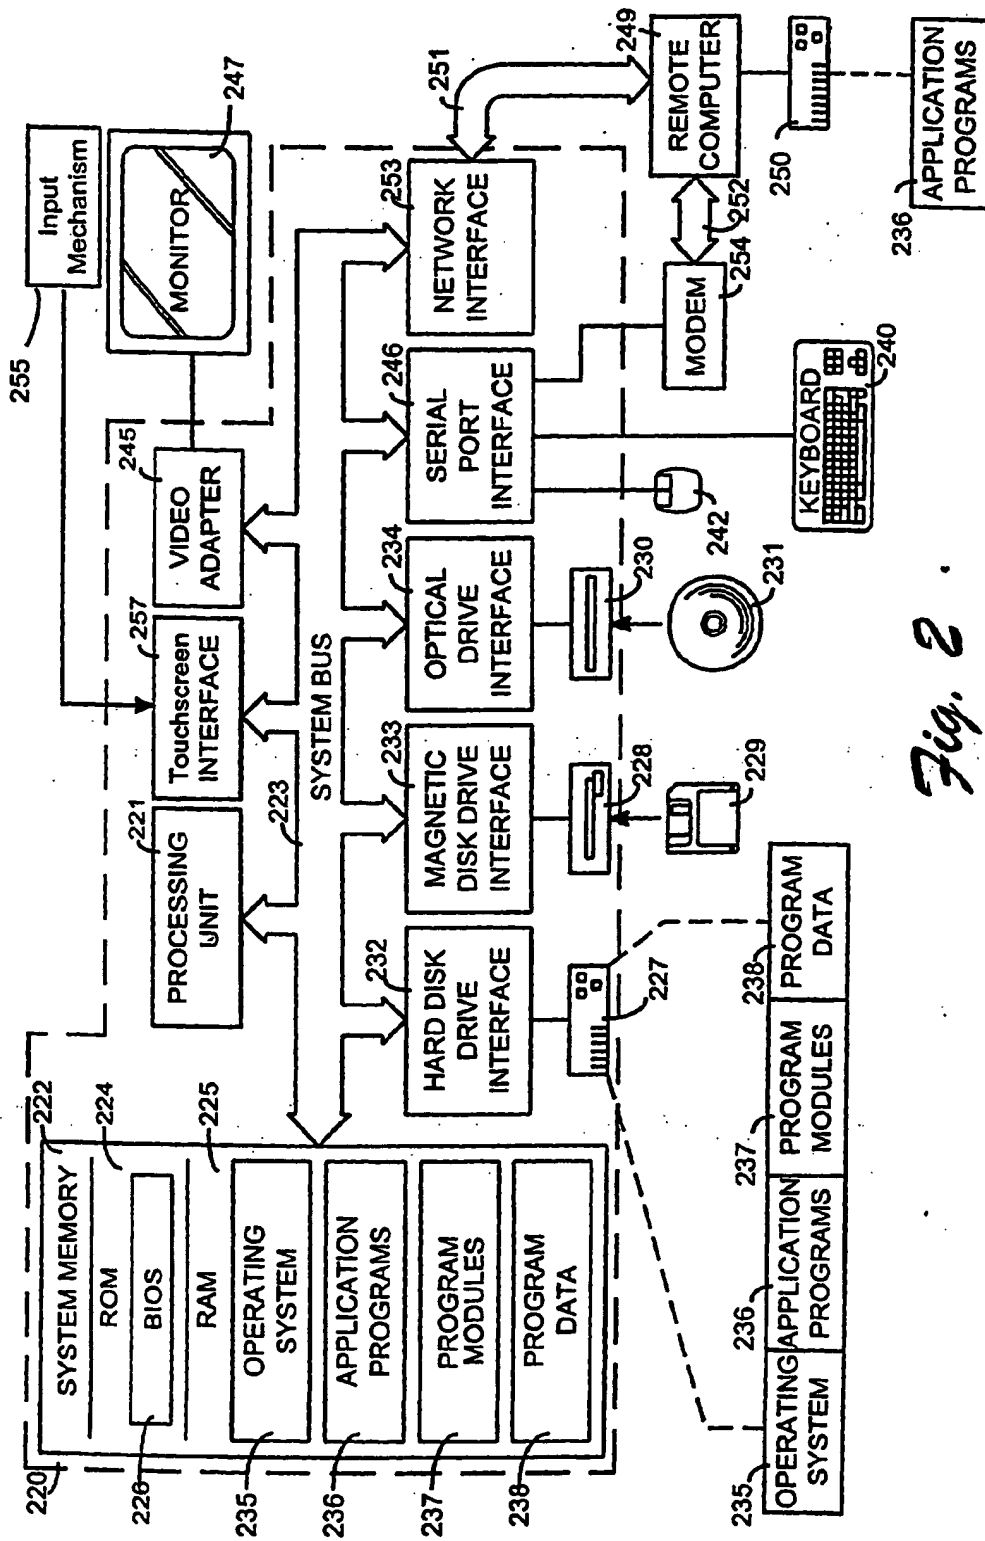 220
SYSTEM MEMORY
222
ROM
224
BIOS
226
RAM
225
OPERATING
SYSTEM
235
APPLICATION
PROGRAMS
236
PROGRAM
MODULES
237
PROGRAM
DATA
238
PROCESSING
UNIT
221
Touchscreen
INTERFACE
257
VIDEO
ADAPTER
245
MONITOR
247
Input
Mechanism
255
223
SYSTEM BUS
HARD DISK
DRIVE
INTERFACE
232
MAGNETIC
DISK DRIVE
INTERFACE
233
OPTICAL
DRIVE
INTERFACE
234
SERIAL
PORT
INTERFACE
246
NETWORK
INTERFACE
253
251
227
228
229
230
231
242
KEYBOARD
240
MODEM
254
252
REMOTE
COMPUTER
249
250
APPLICATION
PROGRAMS
236
OPERATING
SYSTEM
235
APPLICATION
PROGRAMS
236
PROGRAM
MODULES
237
PROGRAM
DATA
238
Fig. 2